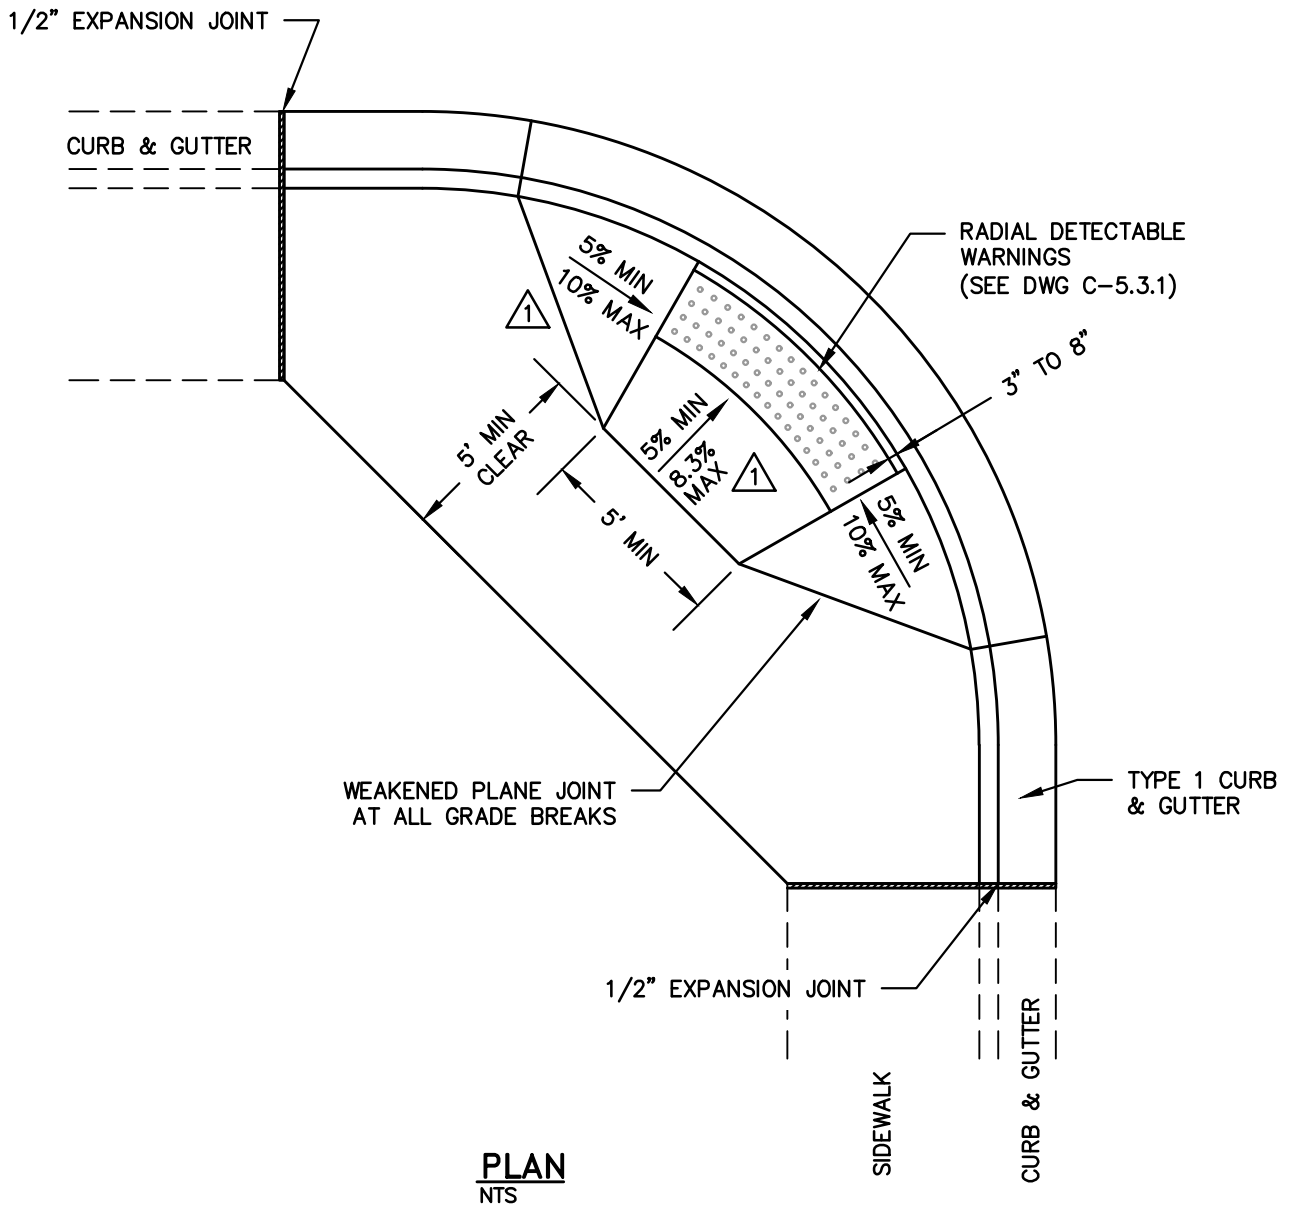 1/2” EXPANSION JOINT
CURB & GUTTER
RADIAL DETECTABLE
WARNINGS
(SEE DWG C-5.3.1)
5% MIN
10% MAX
1
3” TO 8”
5’ MIN
CLEAR
5% MIN
8.3%
MAX
1
5’ MIN
5% MIN
10% MAX
WEAKENED PLANE JOINT
AT ALL GRADE BREAKS
TYPE 1 CURB
& GUTTER
1/2” EXPANSION JOINT
SIDEWALK
CURB & GUTTER
PLAN
NTS